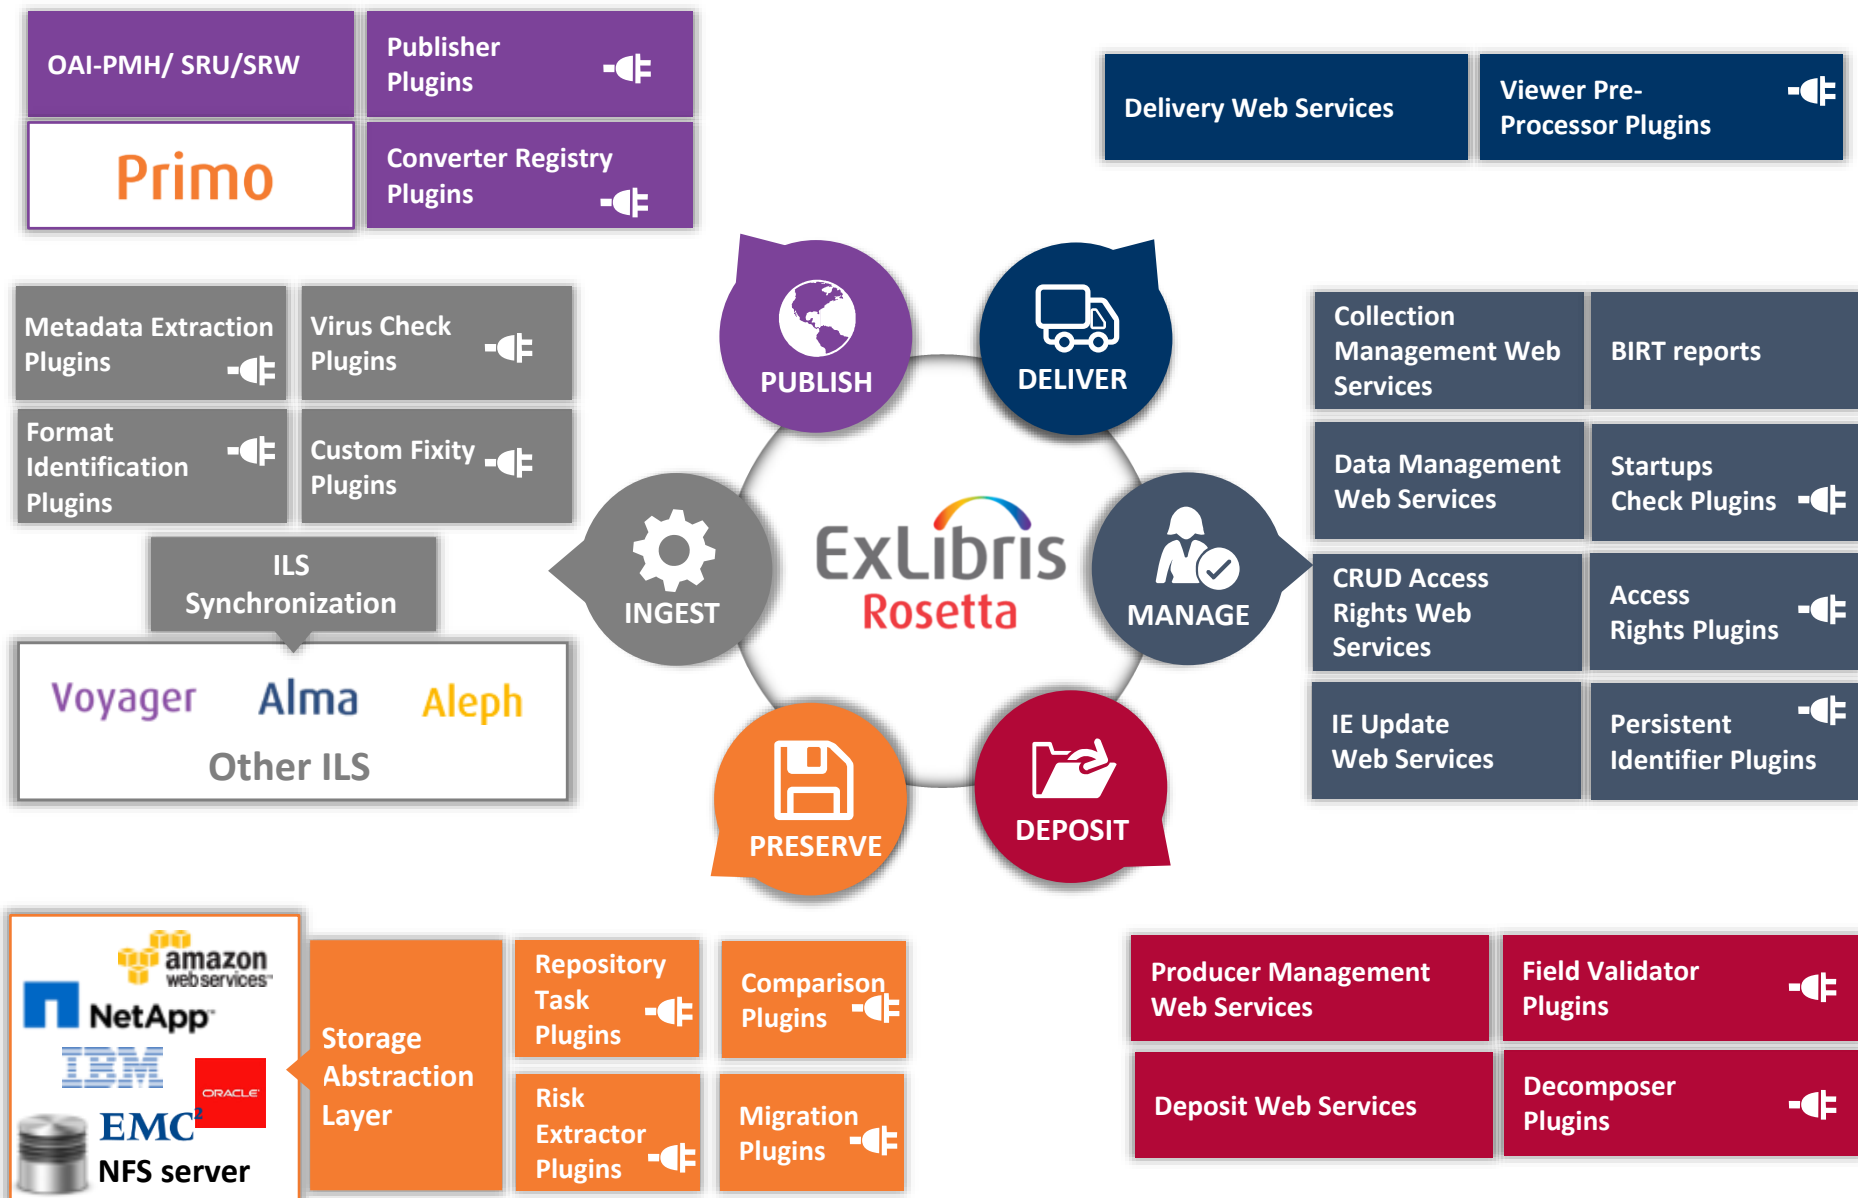 OAI-PMH/ SRU/SRW
Publisher
Plugins
Primo
Converter Registry
Plugins
Delivery Web Services
Viewer Pre-
Processor Plugins
Metadata Extraction
Plugins
Virus Check
Plugins
Format
Identification
Plugins
Custom Fixity
Plugins
ILS
Synchronization
Voyager
Alma
Aleph
Other ILS
PUBLISH
DELIVER
INGEST
ExLibris
Rosetta
MANAGE
PRESERVE
DEPOSIT
Collection
Management Web
Services
BIRT reports
Data Management
Web Services
Startups
Check Plugins
CRUD Access
Rights Web
Services
Access
Rights Plugins
IE Update
Web Services
Persistent
Identifier Plugins
amazon
webservices™
NetApp™
IBM
ORACLE
EMC²
NFS server
Storage
Abstraction
Layer
Repository
Task
Plugins
Comparison
Plugins
Risk
Extractor
Plugins
Migration
Plugins
Producer Management
Web Services
Field Validator
Plugins
Deposit Web Services
Decomposer
Plugins